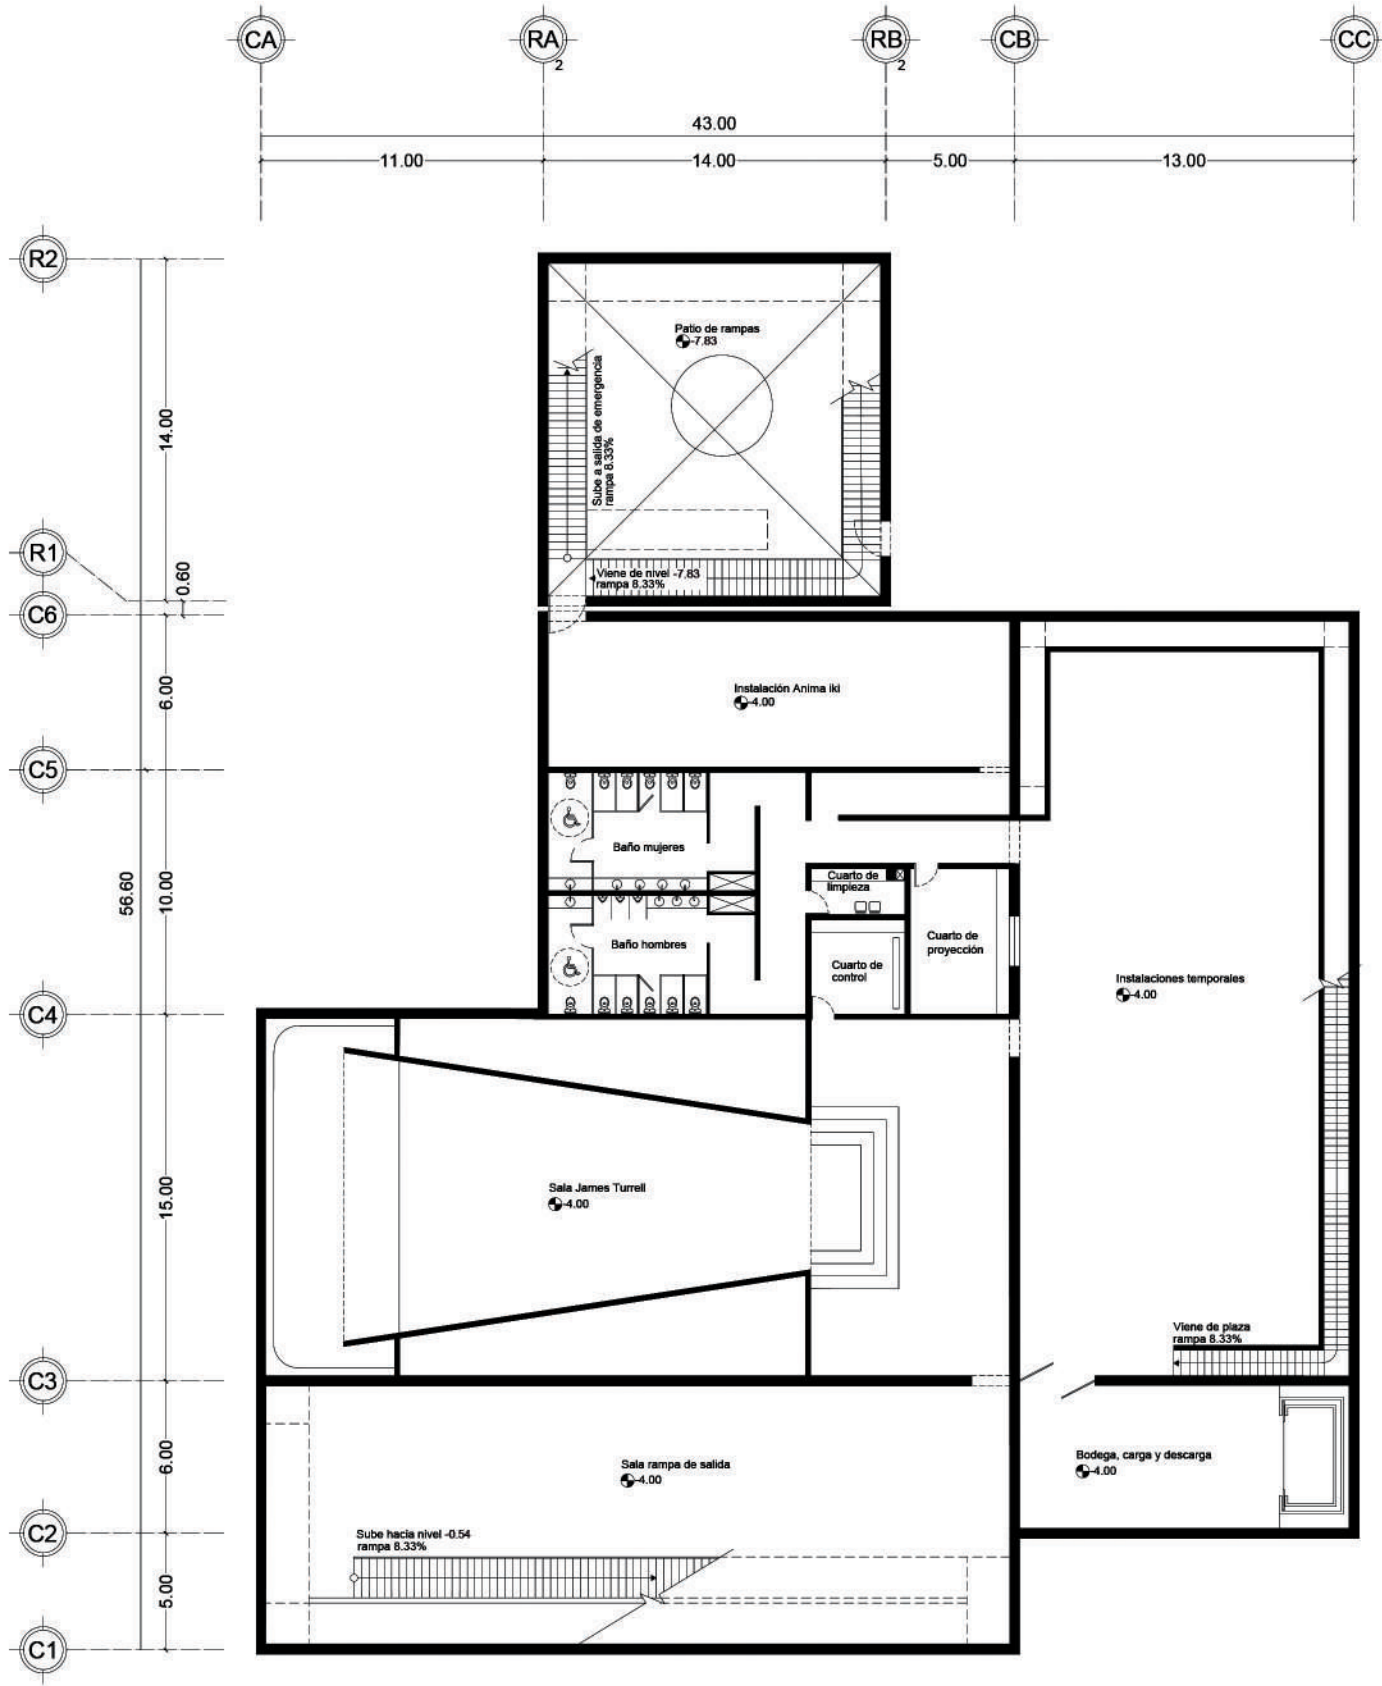 CA
RA
2
RB
2
CB
CC
43.00
11.00
14.00
5.00
13.00
R2
14.00
R1
0.60
C6
6.00
C5
56.60
10.00
C4
15.00
C3
6.00
C2
5.00
C1
Patio de rampas
-7.83
Sube a salida de emergencia
rampa 8.33%
Viene de nivel -7.83
rampa 8.33%
Instalación Anima iki
-4.00
Baño mujeres
Baño hombres
Cuarto de
limpieza
Cuarto de
control
Cuarto de
proyección
Instalaciones temporales
-4.00
Sala James Turrell
-4.00
Viene de plaza
rampa 8.33%
Sala rampa de salida
-4.00
Bodega, carga y descarga
-4.00
Sube hacia nivel -0.54
rampa 8.33%